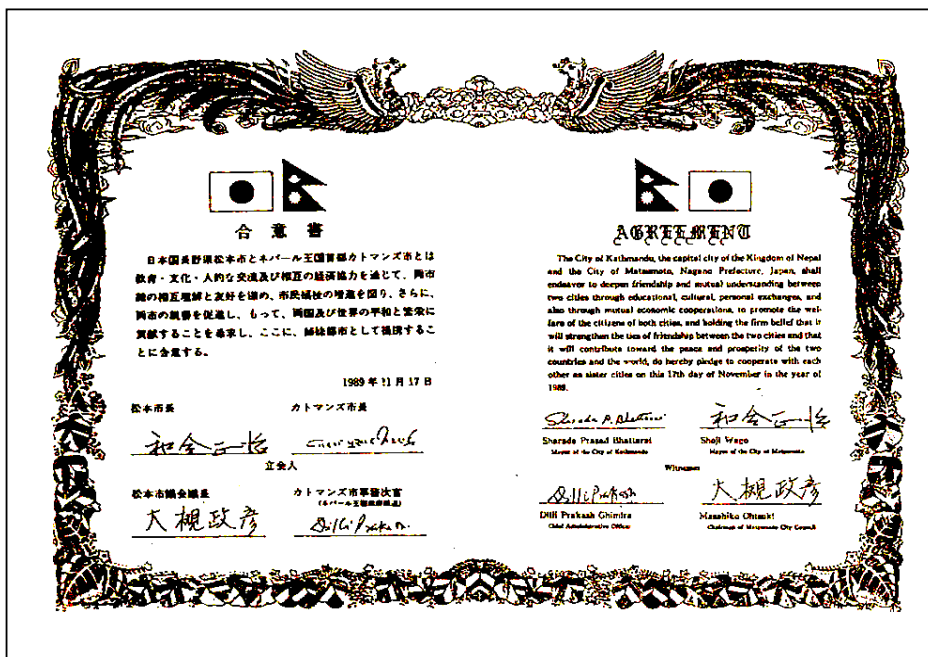 合意書
日本国長野県松本市とネパール王国首都カトマンズ市とは
教育・文化・人的な交流及び相互の経済協力を通じて、両市
間の相互理解と友好を深め、市民福祉の増進を図り、さらに、
両市の親善を促進し、もって、両国及び世界の平和と繁栄に
貢献することを希求し、ここに、姉妹都市として提携するこ
とに合意する。
1989年11月17日
松本市長
カトマンズ市長
和合正治
立会人
松本市議会議長
カトマンズ市事務次官
大槻政彦
AGREEMENT
The City of Kathmandu, the capital city of the Kingdom of Nepal
and the City of Matsumoto, Nagano Prefecture, Japan, shall
endeavor to deepen friendship and mutual understanding between
two cities through educational, cultural, personal exchanges, and
also through mutual economic cooperations, to promote the wel-
fare of the citizens of both cities, and holding the firm belief that it
will strengthen the ties of friendship between the two cities and that
it will contribute toward the peace and prosperity of the two
countries and the world, do hereby pledge to cooperate with each
other as sister cities on this 17th day of November in the year of
1989.
和合正治
Sharada Prasad Bhattarai
Shoji Wago
Mayor of the City of Kathmandu
Mayor of the City of Matsumoto
Witnesses
大槻政彦
Dilli Prakash Ghimire
Masahiko Ohtsuki
Chief Administrative Officer
Chairman of Matsumoto City Council